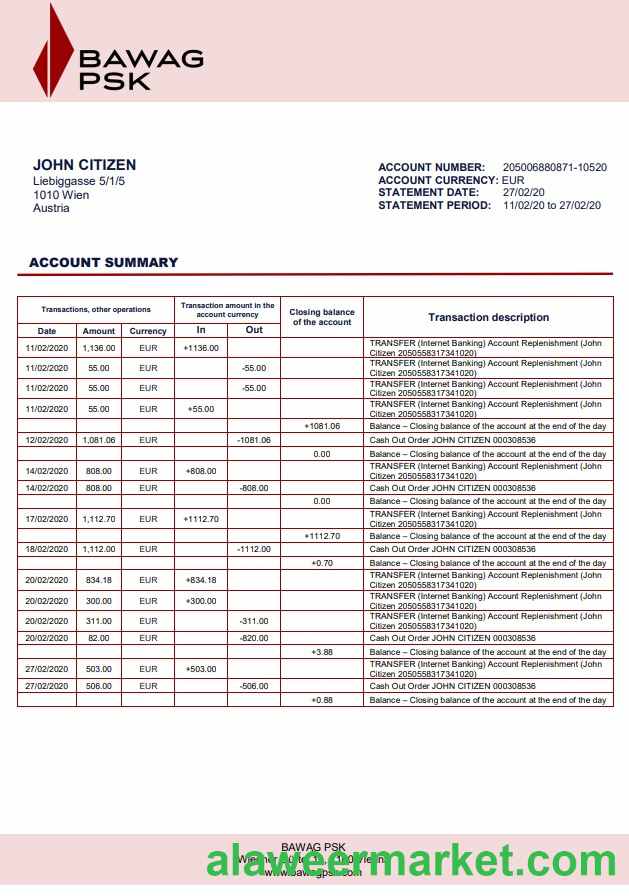 BAWAG
PSK
JOHN CITIZEN
Liebiggasse 5/1/5
1010 Wien
Austria
ACCOUNT NUMBER: 205006880871-10520
ACCOUNT CURRENCY: EUR
STATEMENT DATE: 27/02/20
STATEMENT PERIOD: 11/02/20 to 27/02/20
ACCOUNT SUMMARY
Transactions, other operations
Transaction amount in the
account currency
Closing balance
of the account
Transaction description
Date Amount Currency In Out
11/02/2020 1,136.00 EUR +1136.00 TRANSFER (Internet Banking) Account Replenishment (John
Citizen 2050558317341020)
11/02/2020 55.00 EUR -55.00 TRANSFER (Internet Banking) Account Replenishment (John
Citizen 2050558317341020)
11/02/2020 55.00 EUR -55.00 TRANSFER (Internet Banking) Account Replenishment (John
Citizen 2050558317341020)
11/02/2020 55.00 EUR +55.00 TRANSFER (Internet Banking) Account Replenishment (John
Citizen 2050558317341020)
+1081.06 Balance – Closing balance of the account at the end of the day
12/02/2020 1,081.06 EUR -1081.06 Cash Out Order JOHN CITIZEN 000308536
0.00 Balance – Closing balance of the account at the end of the day
14/02/2020 808.00 EUR +808.00 TRANSFER (Internet Banking) Account Replenishment (John
Citizen 2050558317341020)
14/02/2020 808.00 EUR -808.00 Cash Out Order JOHN CITIZEN 000308536
0.00 Balance – Closing balance of the account at the end of the day
17/02/2020 1,112.70 EUR +1112.70 TRANSFER (Internet Banking) Account Replenishment (John
Citizen 2050558317341020)
+1112.70 Balance – Closing balance of the account at the end of the day
18/02/2020 1,112.00 EUR -1112.00 Cash Out Order JOHN CITIZEN 000308536
+0.70 Balance – Closing balance of the account at the end of the day
20/02/2020 834.18 EUR +834.18 TRANSFER (Internet Banking) Account Replenishment (John
Citizen 2050558317341020)
20/02/2020 300.00 EUR +300.00 TRANSFER (Internet Banking) Account Replenishment (John
Citizen 2050558317341020)
20/02/2020 311.00 EUR -311.00 TRANSFER (Internet Banking) Account Replenishment (John
Citizen 2050558317341020)
20/02/2020 82.00 EUR -820.00 Cash Out Order JOHN CITIZEN 000308536
+3.88 Balance – Closing balance of the account at the end of the day
27/02/2020 503.00 EUR +503.00 TRANSFER (Internet Banking) Account Replenishment (John
Citizen 2050558317341020)
27/02/2020 506.00 EUR -506.00 Cash Out Order JOHN CITIZEN 000308536
+0.88 Balance – Closing balance of the account at the end of the day
BAWAG PSK
www.bawagpsk.com
alaweermarket.com